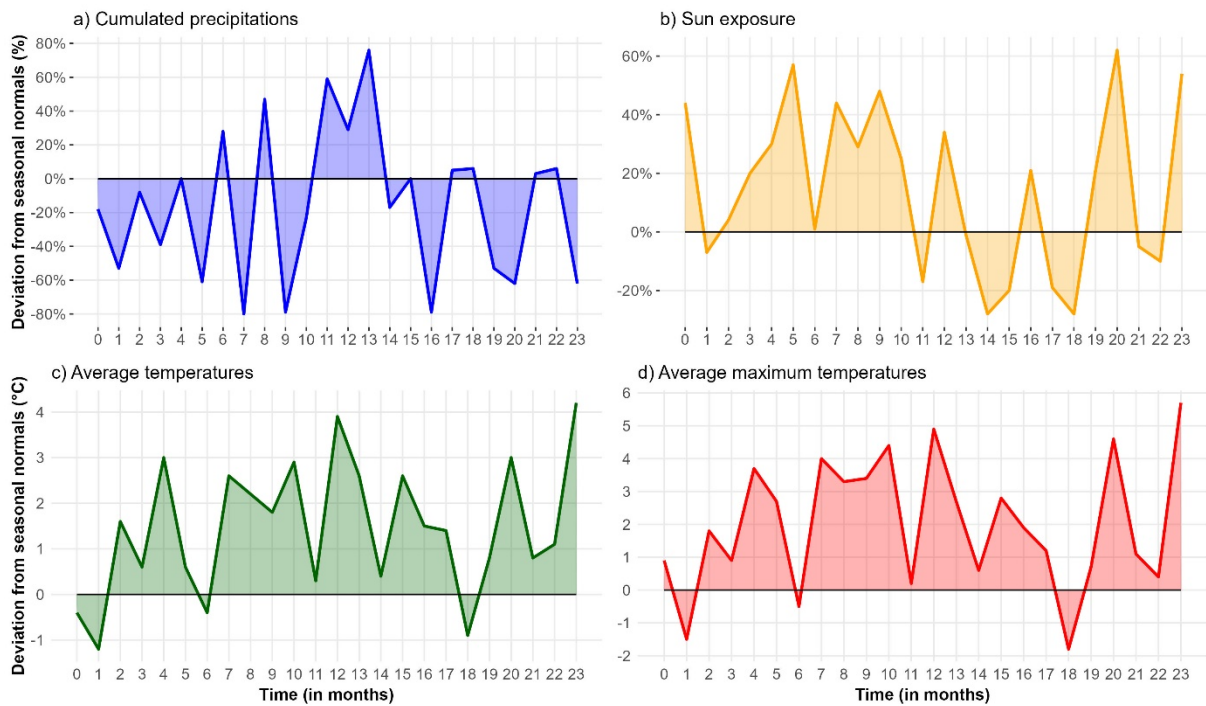 a) Cumulated precipitations
Deviation from seasonal normals (%)
80%
60%
40%
20%
0%
-20%
-40%
-60%
-80%
0 1 2 3 4 5 6 7 8 9 10 11 12 13 14 15 16 17 18 19 20 21 22 23
b) Sun exposure
60%
40%
20%
0%
-20%
0 1 2 3 4 5 6 7 8 9 10 11 12 13 14 15 16 17 18 19 20 21 22 23
c) Average temperatures
Deviation from seasonal normals (°C)
4
3
2
1
0
-1
0 1 2 3 4 5 6 7 8 9 10 11 12 13 14 15 16 17 18 19 20 21 22 23
Time (in months)
d) Average maximum temperatures
6
5
4
3
2
1
0
-1
-2
0 1 2 3 4 5 6 7 8 9 10 11 12 13 14 15 16 17 18 19 20 21 22 23
Time (in months)